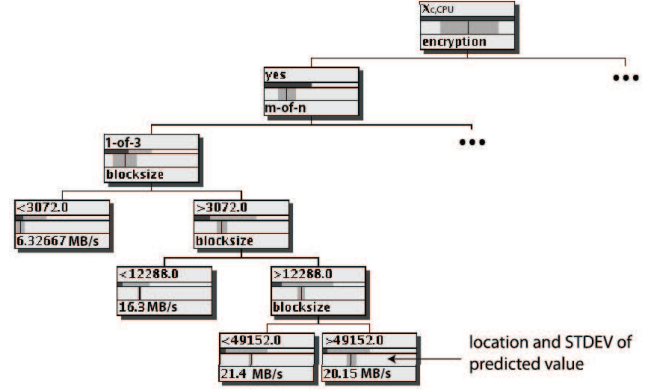 Xc,CPU
encryption
yes
m-of-n
1-of-3
blocksize
<3072.0
6.32667 MB/s
>3072.0
blocksize
<12288.0
16.3 MB/s
>12288.0
blocksize
<49152.0
21.4 MB/s
>49152.0
20.15 MB/s
location and STDEV of
predicted value